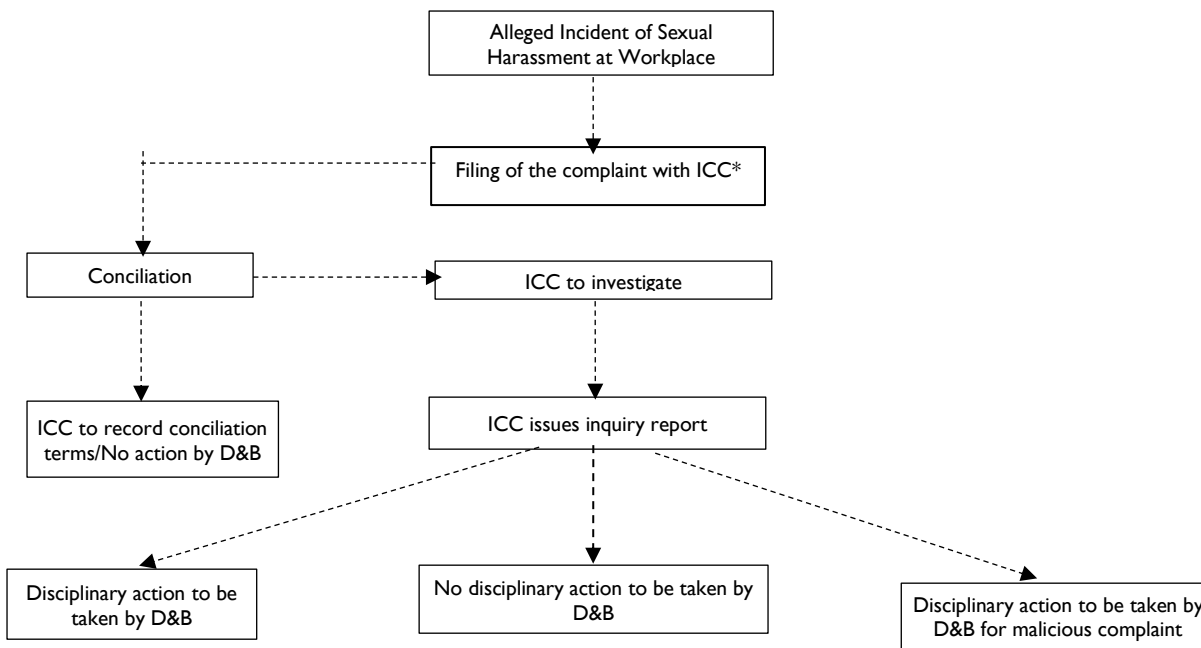 Alleged Incident of Sexual
Harassment at Workplace
Filing of the complaint with ICC*
Conciliation
ICC to investigate
ICC to record conciliation
terms/No action by D&B
ICC issues inquiry report
Disciplinary action to be
taken by D&B
No disciplinary action to be taken by
D&B
Disciplinary action to be taken by
D&B for malicious complaint